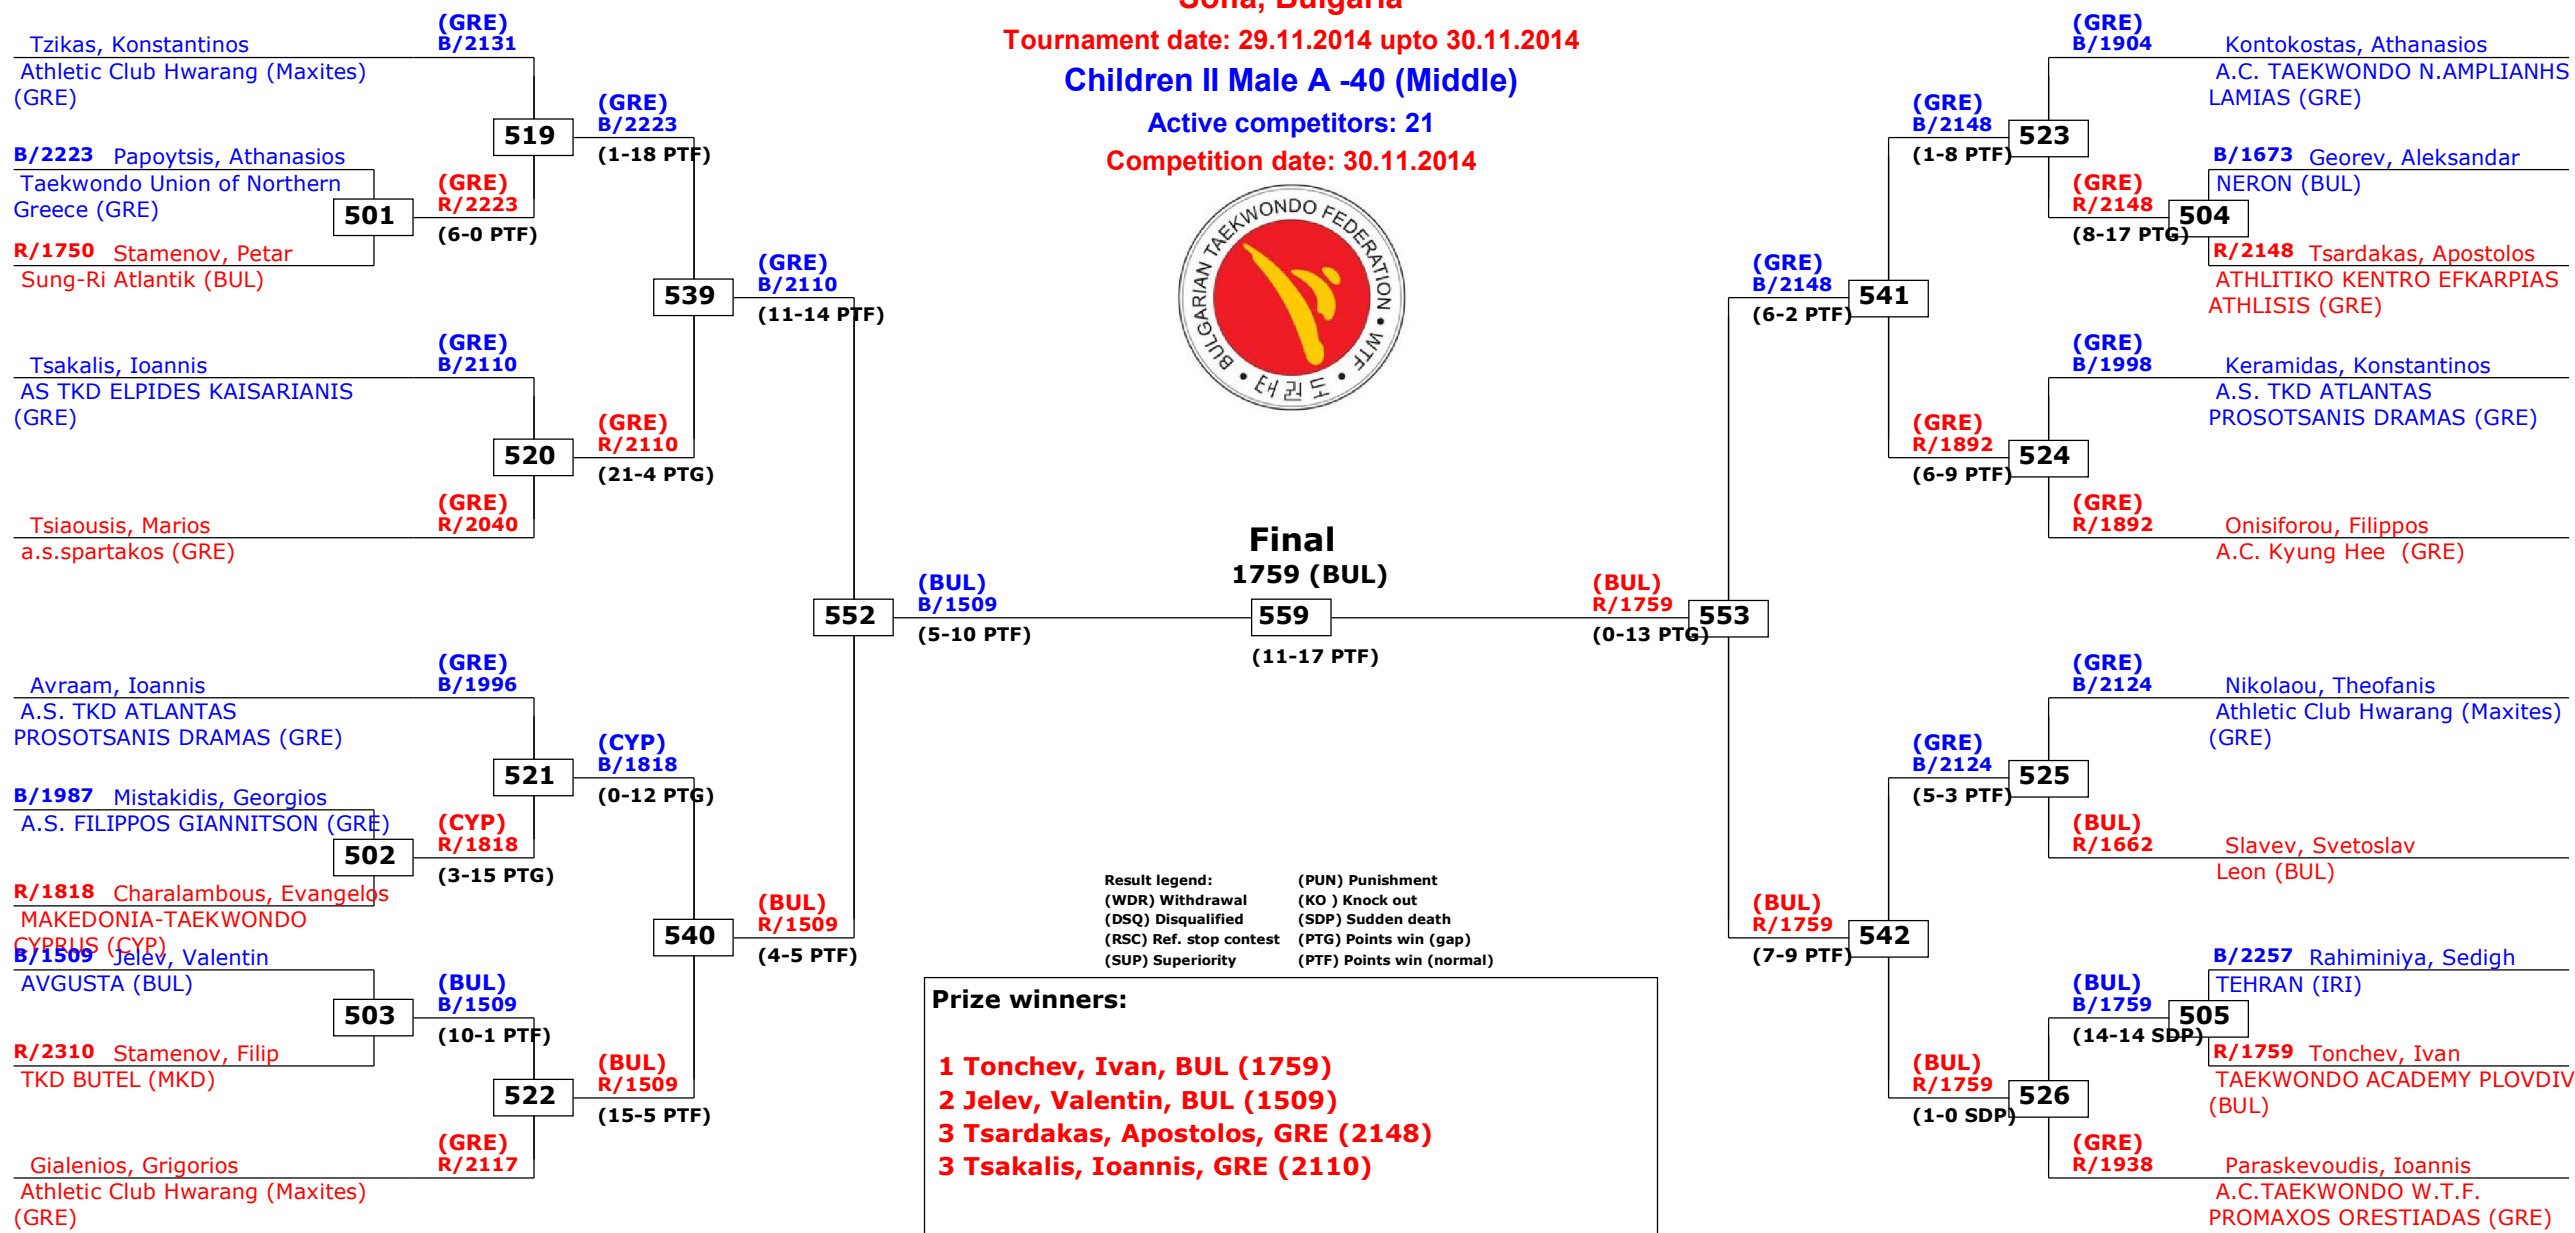 Sofia, Bulgaria
Tournament date: 29.11.2014 upto 30.11.2014
Children II Male A -40 (Middle)
Active competitors: 21
Competition date: 30.11.2014
BULGARIAN TAEKWONDO FEDERATION • WTF • 태권도 •
(GRE)
Tzikas, Konstantinos B/2131
Athletic Club Hwarang (Maxites)
(GRE)
519
(GRE)
B/2223
(1-18 PTF)
B/2223 Papoytsis, Athanasios
Taekwondo Union of Northern
Greece (GRE)
501
(GRE)
R/2223
(6-0 PTF)
R/1750 Stamenov, Petar
Sung-Ri Atlantik (BUL)
539
(GRE)
B/2110
(11-14 PTF)
(GRE)
Tsakalis, Ioannis B/2110
AS TKD ELPIDES KAISARIANIS
(GRE)
520
(GRE)
R/2110
(21-4 PTG)
(GRE)
Tsiaousis, Marios R/2040
a.s.spartakos (GRE)
552
(BUL)
B/1509
(5-10 PTF)
(GRE)
Avraam, Ioannis B/1996
A.S. TKD ATLANTAS
PROSOTSANIS DRAMAS (GRE)
521
(CYP)
B/1818
(0-12 PTG)
B/1987 Mistakidis, Georgios
A.S. FILIPPOS GIANNITSON (GRE)
502
(CYP)
R/1818
(3-15 PTG)
R/1818 Charalambous, Evangelos
MAKEDONIA-TAEKWONDO
CYPRUS (CYP)
540
(BUL)
R/1509
(4-5 PTF)
B/1509 Jelev, Valentin
AVGUSTA (BUL)
503
(BUL)
B/1509
(10-1 PTF)
R/2310 Stamenov, Filip
TKD BUTEL (MKD)
522
(BUL)
R/1509
(15-5 PTF)
(GRE)
Gialenios, Grigorios R/2117
Athletic Club Hwarang (Maxites)
(GRE)
Final
1759 (BUL)
559
(11-17 PTF)
(BUL)
R/1759
(0-13 PTG)
553
(GRE)
B/1904 Kontokostas, Athanasios
A.C. TAEKWONDO N.AMPLIANHS
LAMIAS (GRE)
(GRE)
B/2148
(1-8 PTF)
523
B/1673 Georev, Aleksandar
NERON (BUL)
(GRE)
R/2148
(8-17 PTG)
504
R/2148 Tsardakas, Apostolos
ATHLITIKO KENTRO EFKARPIAS
ATHLISIS (GRE)
(GRE)
B/2148
(6-2 PTF)
541
(GRE)
B/1998 Keramidas, Konstantinos
A.S. TKD ATLANTAS
PROSOTSANIS DRAMAS (GRE)
(GRE)
R/1892
(6-9 PTF)
524
(GRE)
R/1892 Onisiforou, Filippos
A.C. Kyung Hee (GRE)
(GRE)
B/2124 Nikolaou, Theofanis
Athletic Club Hwarang (Maxites)
(GRE)
(GRE)
B/2124
(5-3 PTF)
525
(BUL)
R/1662 Slavev, Svetoslav
Leon (BUL)
(BUL)
R/1759
(7-9 PTF)
542
B/2257 Rahiminiya, Sedigh
TEHRAN (IRI)
(BUL)
B/1759
(14-14 SDP)
505
R/1759 Tonchev, Ivan
TAEKWONDO ACADEMY PLOVDIV
(BUL)
(BUL)
R/1759
(1-0 SDP)
526
(GRE)
R/1938 Paraskevoudis, Ioannis
A.C.TAEKWONDO W.T.F.
PROMAXOS ORESTIADAS (GRE)
Result legend: (PUN) Punishment
(WDR) Withdrawal (KO ) Knock out
(DSQ) Disqualified (SDP) Sudden death
(RSC) Ref. stop contest (PTG) Points win (gap)
(SUP) Superiority (PTF) Points win (normal)
Prize winners:
1 Tonchev, Ivan, BUL (1759)
2 Jelev, Valentin, BUL (1509)
3 Tsardakas, Apostolos, GRE (2148)
3 Tsakalis, Ioannis, GRE (2110)